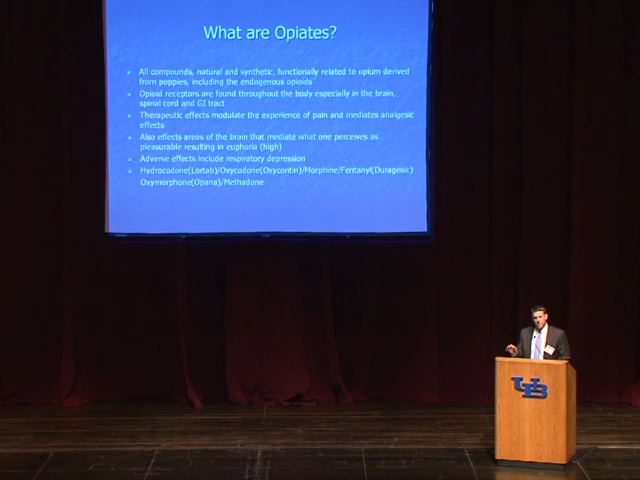 What are Opiates?
All compounds, natural and synthetic, functionally related to opium derived
from poppies, including the endogenous opioids
Opioid receptors are found throughout the body especially in the brain,
spinal cord and GI tract
Therapeutic effects modulate the experience of pain and mediates analgesic
effects
Also effects areas of the brain that mediate what one perceives as
pleasurable resulting in euphoria (high)
Adverse effects include respiratory depression
Hydrocodone(Lortab)/Oxycodone(Oxycontin)/Morphine/Fentanyl(Duragesic)
Oxymorphone(Opana)/Methadone
UB